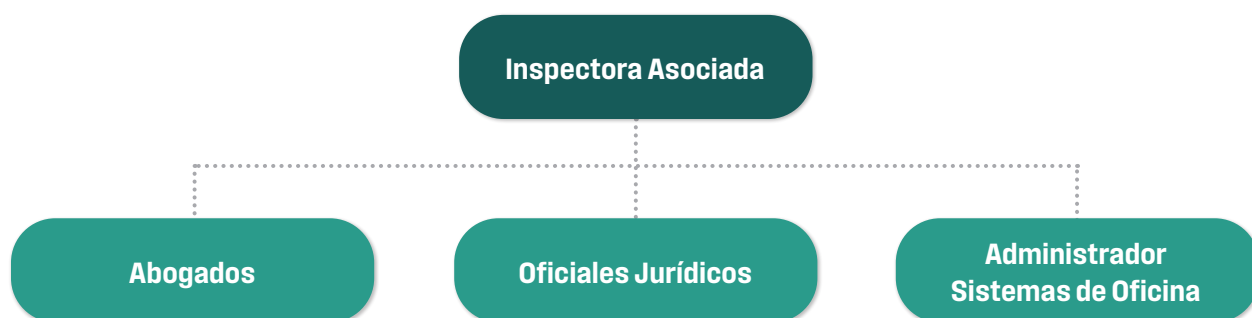 Inspectora Asociada
Abogados
Oficiales Jurídicos
Administrador
Sistemas de Oficina